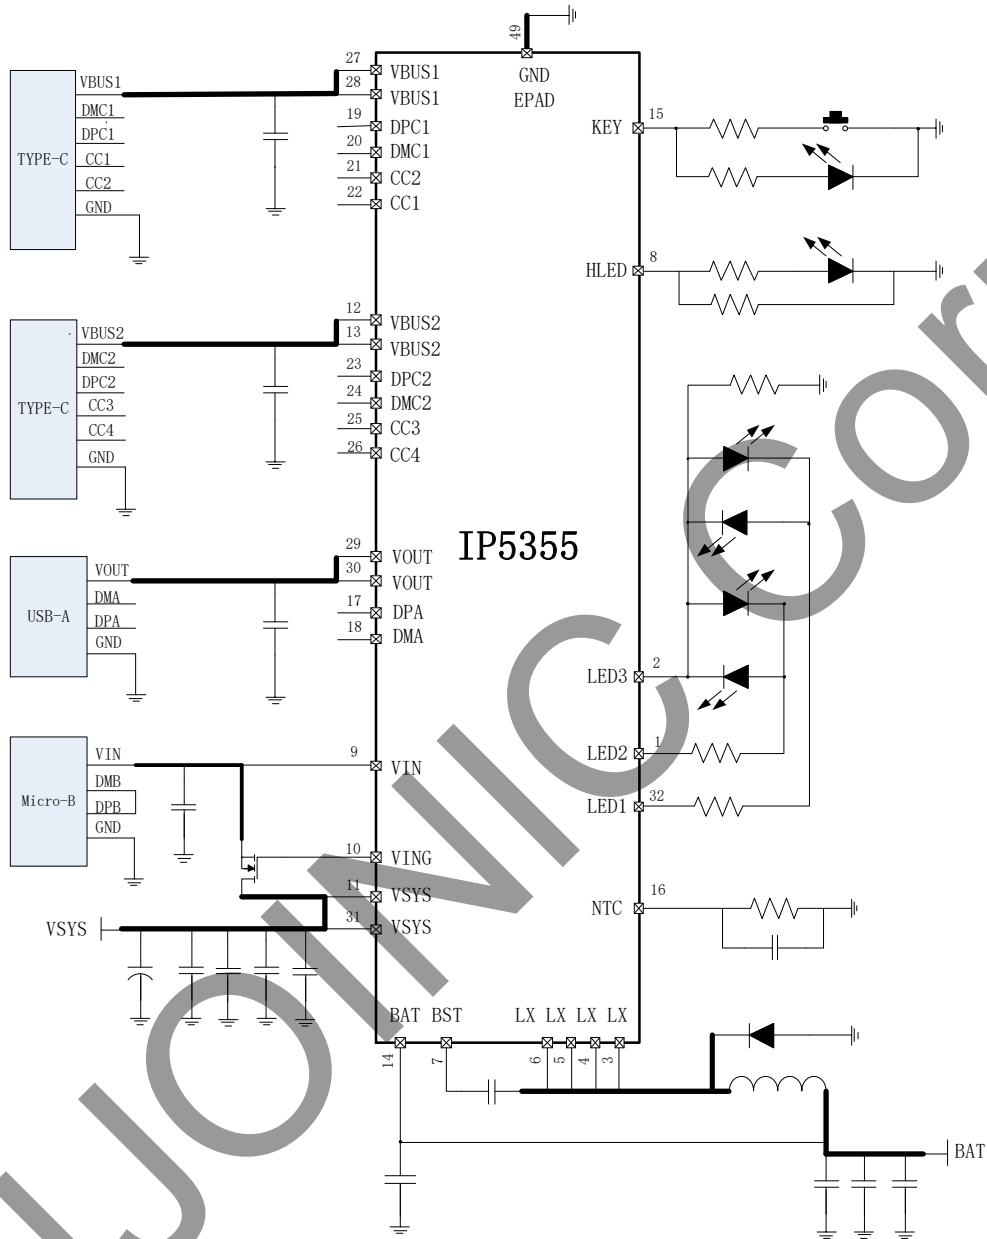 49
GND
EPAD
IP5355
TYPE-C
VBUS1
DMC1
DPC1
CC1
CC2
GND
27
VBUS1
28
VBUS1
19
DPC1
20
DMC1
21
CC2
22
CC1
TYPE-C
VBUS2
DMC2
DPC2
CC3
CC4
GND
12
VBUS2
13
VBUS2
23
DPC2
24
DMC2
25
CC3
26
CC4
USB-A
VOUT
DMA
DPA
GND
29
VOUT
30
VOUT
17
DPA
18
DMA
Micro-B
VIN
DMB
DPB
GND
9
VIN
10
VING
11
VSYS
31
VSYS
VSYS
KEY
15
HLED
8
LED3
2
LED2
1
LED1
32
NTC
16
BAT BST LX LX LX LX
14
7
6
5
4
3
BAT